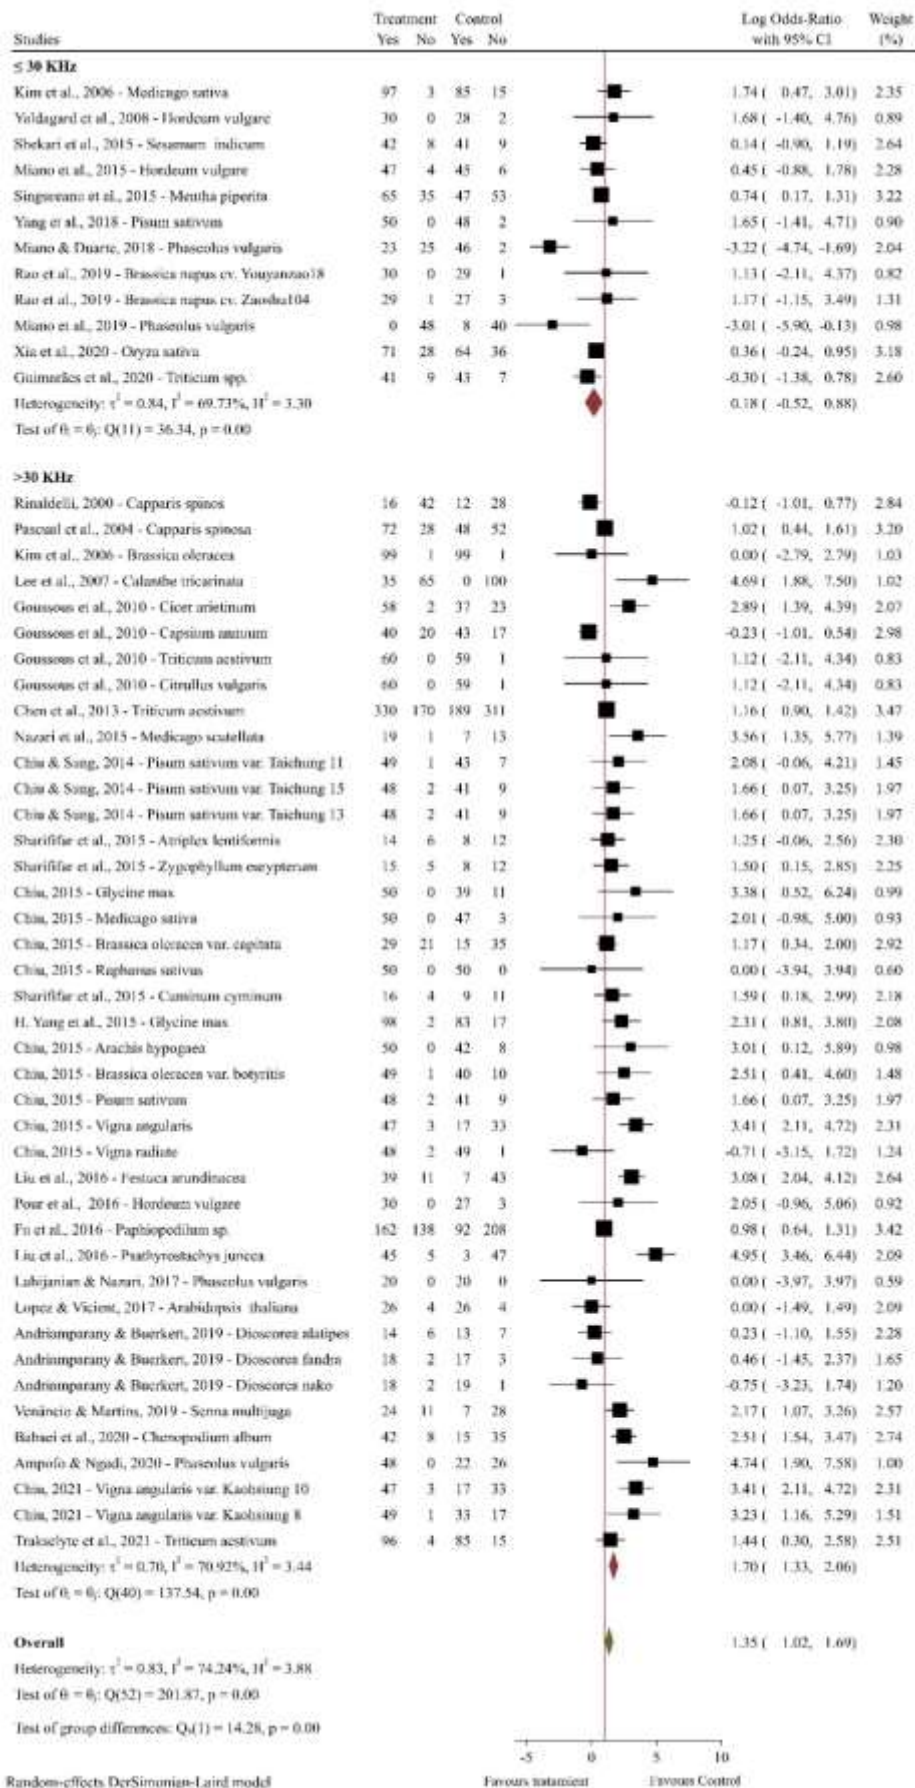 Treatment Control Log Odds-Ratio Weight
Studies Yes No Yes No with 95% CI (%)
≤ 30 KHz
Kim et al., 2006 - Medicago sativa 97 3 85 15 1.74 ( 0.47, 3.01) 2.35
Yaldagard et al., 2008 - Hordeum vulgare 30 0 28 2 1.68 ( -1.40, 4.76) 0.89
Shekari et al., 2015 - Sesamum indicum 42 8 41 9 0.14 ( -0.90, 1.19) 2.64
Miano et al., 2015 - Hordeum vulgare 47 4 45 6 0.45 ( -0.88, 1.78) 2.28
et al., 2015 - Mentha piperita 65 35 47 53 0.74 ( 0.17, 1.31) 3.22
Yang et al., 2018 - Pisum sativum 50 0 48 2 1.65 ( -1.41, 4.71) 0.90
Miano & Duarte, 2018 - Phaseolus vulgaris 23 25 46 2 -3.22 ( -4.74, -1.69) 2.04
Rao et al., 2019 - Brassica napus cv. Youyanzao18 30 0 29 1 1.13 ( -2.11, 4.37) 0.82
Rao et al., 2019 - Brassica napus cv. Zaoshu104 29 1 27 3 1.17 ( -1.15, 3.49) 1.31
Miano et al., 2019 - Phaseolus vulgaris 0 48 8 40 -3.01 ( -5.90, -0.13) 0.98
Xia et al., 2020 - Oryza sativa 71 28 64 36 0.36 ( -0.24, 0.95) 3.18
Guimarães et al., 2020 - Triticum spp. 41 9 43 7 -0.30 ( -1.38, 0.78) 2.60
Heterogeneity: τ² = 0.84, I² = 69.73%, H² = 3.30 0.18 ( -0.52, 0.88)
Test of θᵢ = θⱼ: Q(11) = 36.34, p = 0.00
>30 KHz
Rinaldelli, 2000 - Capparis spinos 16 42 12 28 -0.12 ( -1.01, 0.77) 2.84
Pascual et al., 2004 - Capparis spinosa 72 28 48 52 1.02 ( 0.44, 1.61) 3.20
Kim et al., 2006 - Brassica oleracea 99 1 99 1 0.00 ( -2.79, 2.79) 1.03
Lee et al., 2007 - Calanthe tricarinata 35 65 0 100 4.69 ( 1.88, 7.50) 1.02
Goussous et al., 2010 - Cicer arietinum 58 2 37 23 2.89 ( 1.39, 4.39) 2.07
Goussous et al., 2010 - Capsium annum 40 20 43 17 -0.23 ( -1.01, 0.54) 2.98
Goussous et al., 2010 - Triticum aestivum 60 0 59 1 1.12 ( -2.11, 4.34) 0.83
Goussous et al., 2010 - Citrullus vulgaris 60 0 59 1 1.12 ( -2.11, 4.34) 0.83
Chen et al., 2013 - Triticum aestivum 330 170 189 311 1.16 ( 0.90, 1.42) 3.47
Nazari et al., 2015 - Medicago scutellata 19 1 7 13 3.56 ( 1.35, 5.77) 1.39
Chiu & Sung, 2014 - Pisum sativum var. Taichung 11 49 1 43 7 2.08 ( -0.06, 4.21) 1.45
Chiu & Sung, 2014 - Pisum sativum var. Taichung 15 48 2 41 9 1.66 ( 0.07, 3.25) 1.97
Chiu & Sung, 2014 - Pisum sativum var. Taichung 13 48 2 41 9 1.66 ( 0.07, 3.25) 1.97
Sharififar et al., 2015 - Atriplex lentiformis 14 6 8 12 1.25 ( -0.06, 2.56) 2.30
Sharififar et al., 2015 - Zygophyllum eurypterum 15 5 8 12 1.50 ( 0.15, 2.85) 2.25
Chiu, 2015 - Glycine max 50 0 39 11 3.38 ( 0.52, 6.24) 0.99
Chiu, 2015 - Medicago sativa 50 0 47 3 2.01 ( -0.98, 5.00) 0.93
Chiu, 2015 - Brassica oleracea var. capitata 29 21 15 35 1.17 ( 0.34, 2.00) 2.92
Chiu, 2015 - Raphanus sativus 50 0 50 0 0.00 ( -3.94, 3.94) 0.60
Sharififar et al., 2015 - Cuminum cyminum 16 4 9 11 1.59 ( 0.18, 2.99) 2.18
H. Yang et al., 2015 - Glycine max 98 2 83 17 2.31 ( 0.81, 3.80) 2.08
Chiu, 2015 - Arachis hypogaea 50 0 42 8 3.01 ( 0.12, 5.89) 0.98
Chiu, 2015 - Brassica oleracea var. botyritis 49 1 40 10 2.51 ( 0.41, 4.60) 1.48
Chiu, 2015 - Pisum sativum 48 2 41 9 1.66 ( 0.07, 3.25) 1.97
Chiu, 2015 - Vigna angularis 47 3 17 33 3.41 ( 2.11, 4.72) 2.31
Chiu, 2015 - Vigna radiate 48 2 49 1 -0.71 ( -3.15, 1.72) 1.24
Liu et al., 2016 - Festuca arundinacea 39 11 7 43 3.08 ( 2.04, 4.12) 2.64
Pour et al., 2016 - Hordeum vulgare 30 0 27 3 2.05 ( -0.96, 5.06) 0.92
Fu et al., 2016 - Paphiopedilum sp. 162 138 92 208 0.98 ( 0.64, 1.31) 3.42
Liu et al., 2016 - Psathyrostachys juncea 45 5 3 47 4.95 ( 3.46, 6.44) 2.09
Lahijanian & Nazari, 2017 - Phaseolus vulgaris 20 0 20 0 0.00 ( -3.97, 3.97) 0.59
Lopez & Vicient, 2017 - Arabidopsis thaliana 26 4 26 4 0.00 ( -1.49, 1.49) 2.09
Andriamparany & Buerkert, 2019 - Dioscorea alatipes 14 6 13 7 0.23 ( -1.10, 1.55) 2.28
Andriamparany & Buerkert, 2019 - Dioscorea fandra 18 2 17 3 0.46 ( -1.45, 2.37) 1.65
Andriamparany & Buerkert, 2019 - Dioscorea nako 18 2 19 1 -0.75 ( -3.23, 1.74) 1.20
Venâncio & Martins, 2019 - Senna multijuga 24 11 7 28 2.17 ( 1.07, 3.26) 2.57
Babaei et al., 2020 - Chenopodium album 42 8 15 35 2.51 ( 1.54, 3.47) 2.74
Ampofo & Ngadi, 2020 - Phaseolus vulgaris 48 0 22 26 4.74 ( 1.90, 7.58) 1.00
Chiu, 2021 - Vigna angularis var. Kaohsiung 10 47 3 17 33 3.41 ( 2.11, 4.72) 2.31
Chiu, 2021 - Vigna angularis var. Kaohsiung 8 49 1 33 17 3.23 ( 1.16, 5.29) 1.51
Trakselyte et al., 2021 - Triticum aestivum 96 4 85 15 1.44 ( 0.30, 2.58) 2.51
Heterogeneity: τ² = 0.70, I² = 70.92%, H² = 3.44 1.70 ( 1.33, 2.06)
Test of θᵢ = θⱼ: Q(40) = 137.54, p = 0.00
Overall 1.35 ( 1.02, 1.69)
Heterogeneity: τ² = 0.83, I² = 74.24%, H² = 3.88
Test of θᵢ = θⱼ: Q(52) = 201.87, p = 0.00
Test of group differences: Q(1) = 14.28, p = 0.00
-5 0 5 10
Random-effects DerSimonian-Laird model Favours Favours Control